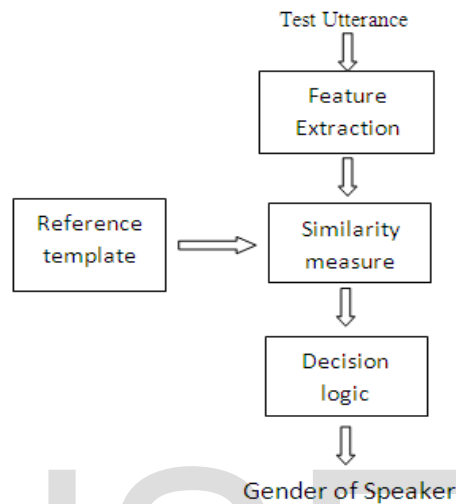 Test Utterance
Feature
Extraction
Reference
template
Similarity
measure
Decision
logic
Gender of Speaker